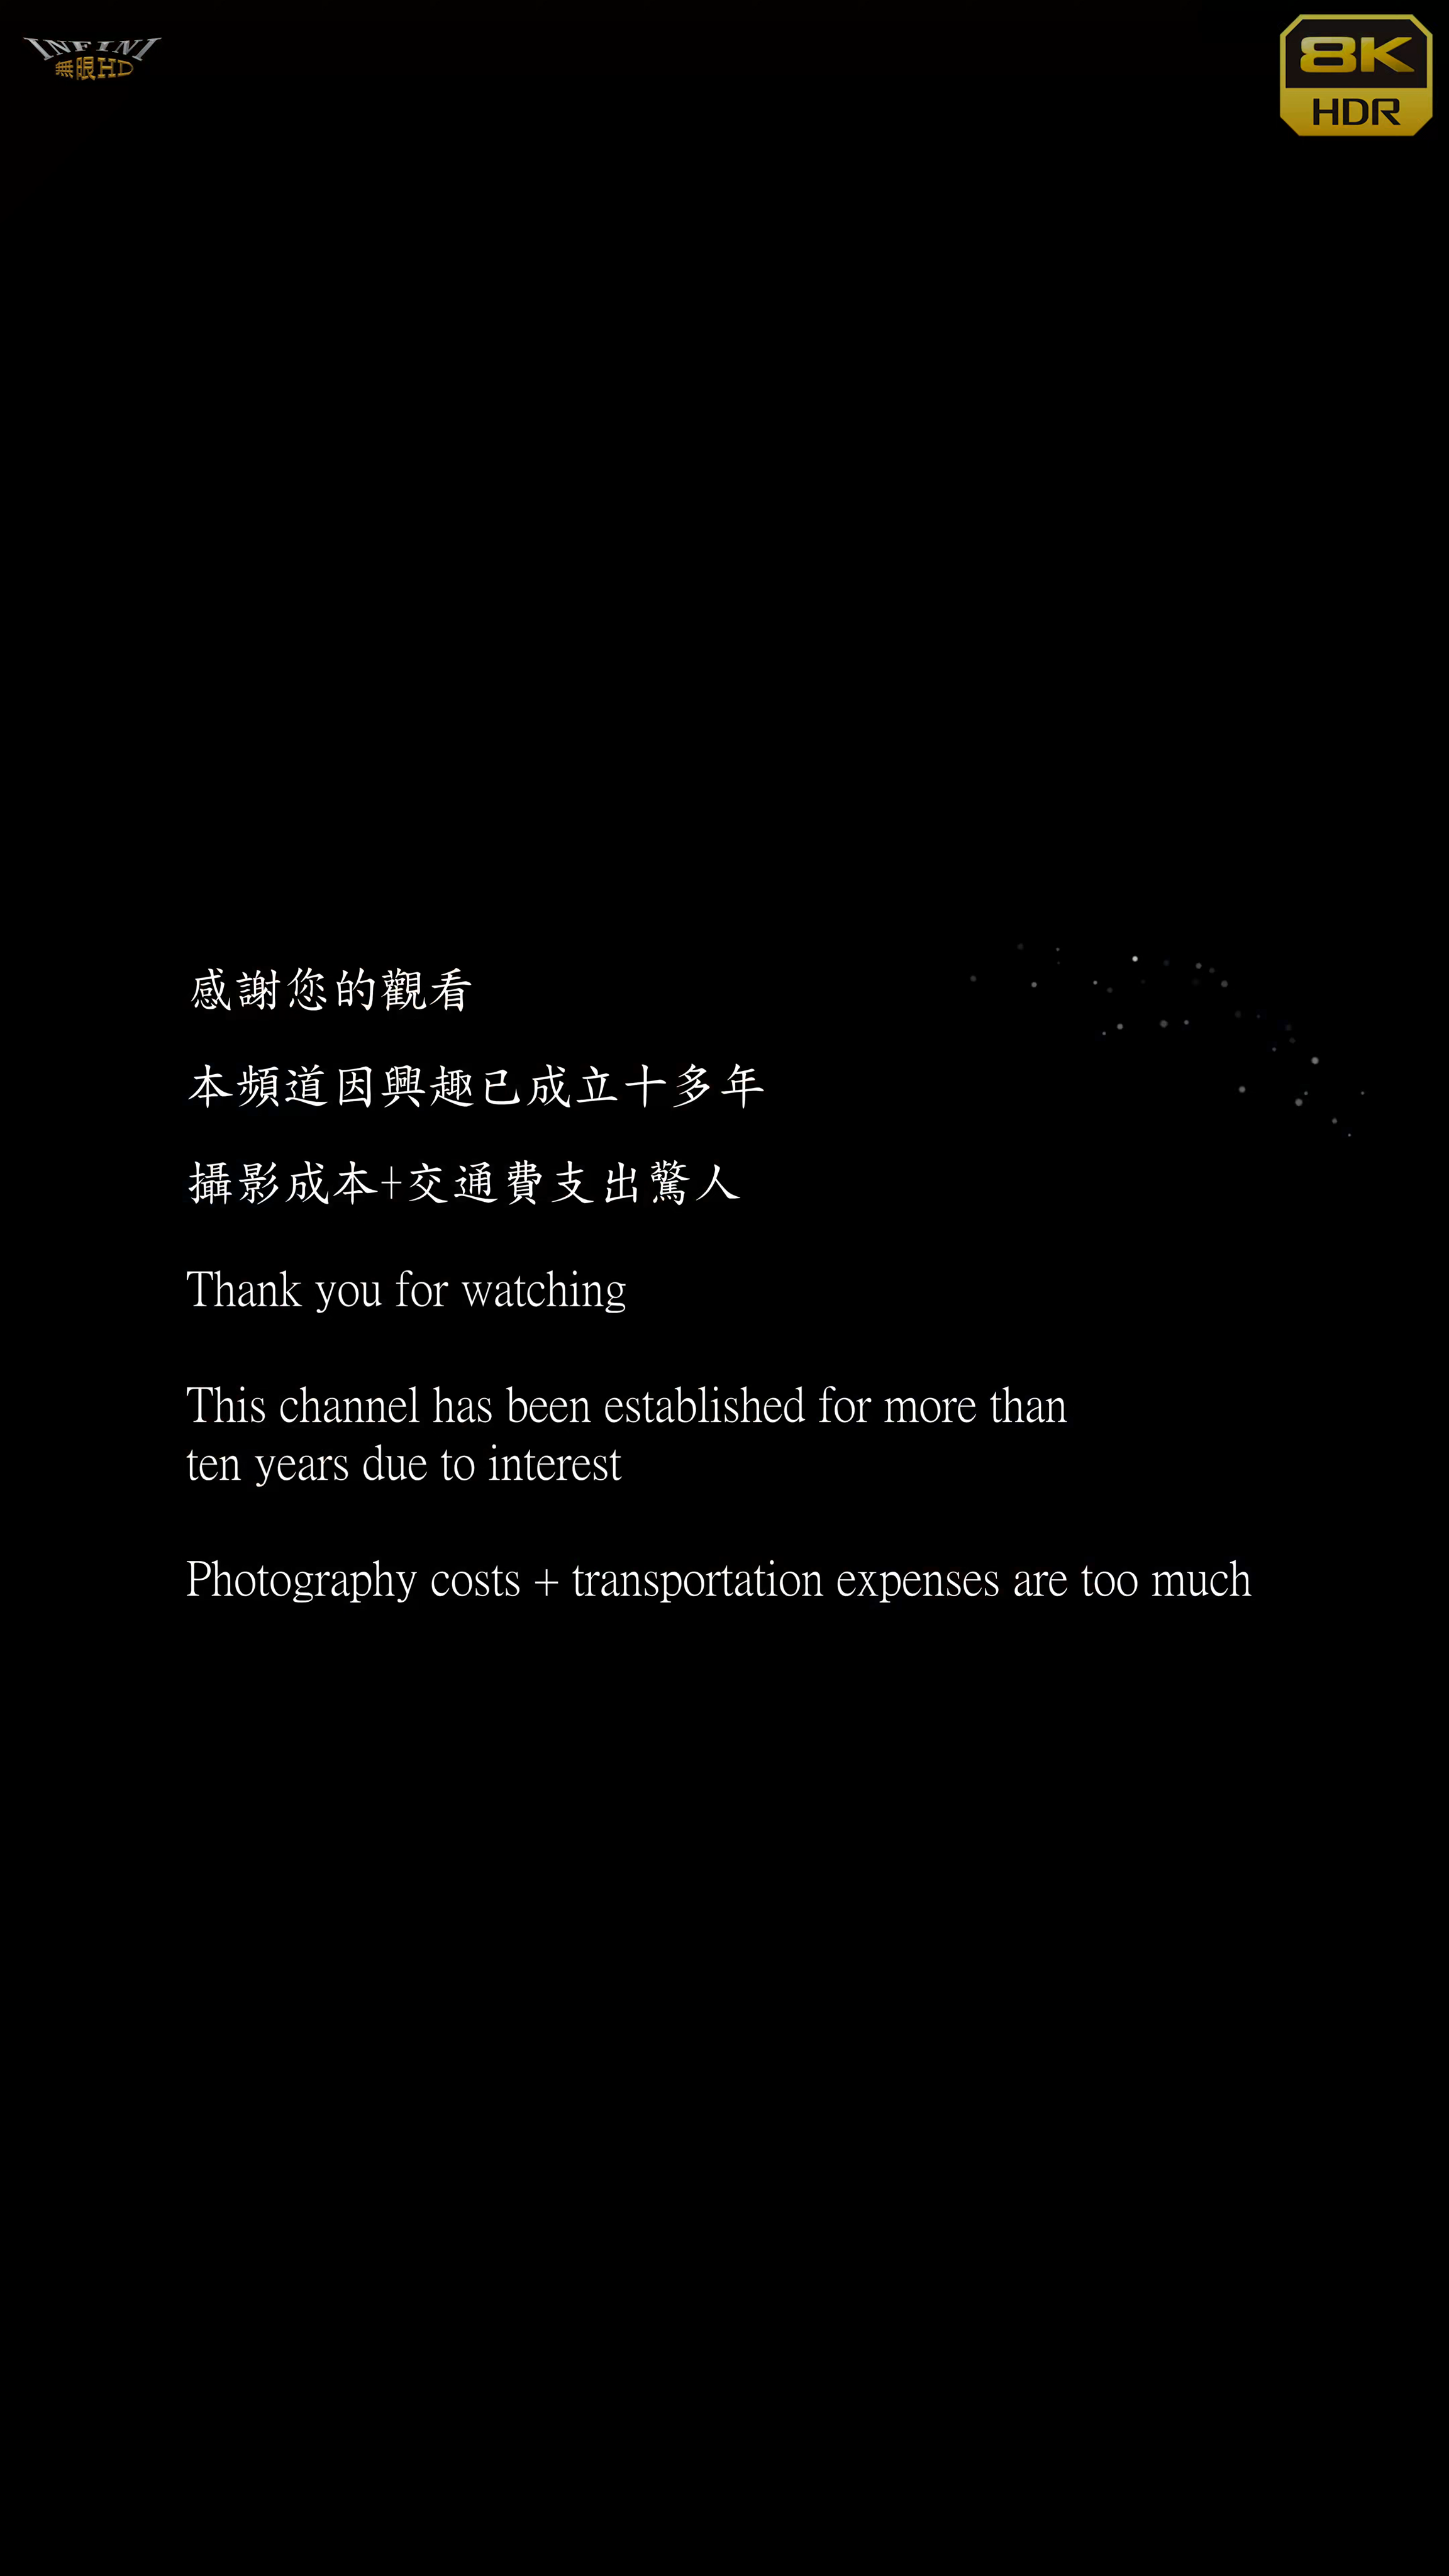 INFINI
無限HD
8K
HDR
感謝您的觀看
本頻道因興趣已成立十多年
攝影成本+交通費支出驚人
Thank you for watching
This channel has been established for more than
ten years due to interest
Photography costs + transportation expenses are too much